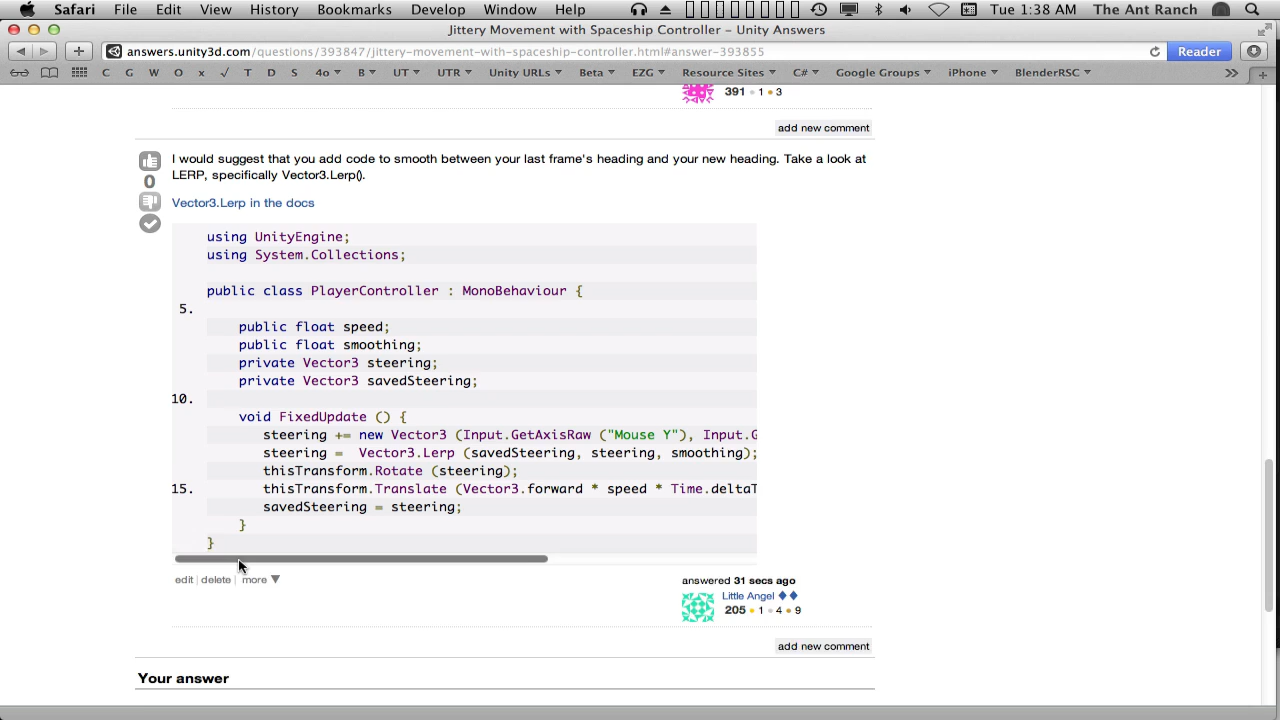 Safari File Edit View History Bookmarks Develop Window Help Tue 1:38 AM The Ant Ranch
Jittery Movement with Spaceship Controller – Unity Answers
answers.unity3d.com/questions/393847/jittery-movement-with-spaceship-controller.html#answer-393855 Reader
C G W O x √ T D S 4o B UT UTR Unity URLs Beta EZG Resource Sites C# Google Groups iPhone BlenderRSC
391 1 3
add new comment
I would suggest that you add code to smooth between your last frame's heading and your new heading. Take a look at
LERP, specifically Vector3.Lerp().
0
Vector3.Lerp in the docs
using UnityEngine;
using System.Collections;
public class PlayerController : MonoBehaviour {
5.
public float speed;
public float smoothing;
private Vector3 steering;
private Vector3 savedSteering;
10.
void FixedUpdate () {
steering += new Vector3 (Input.GetAxisRaw ("Mouse Y"), Input.G
steering =  Vector3.Lerp (savedSteering, steering, smoothing);
thisTransform.Rotate (steering);
15. thisTransform.Translate (Vector3.forward * speed * Time.deltaT
savedSteering = steering;
}
}
edit | delete | more ▼
answered 31 secs ago
Little Angel ♦♦
205 1 4 9
add new comment
Your answer